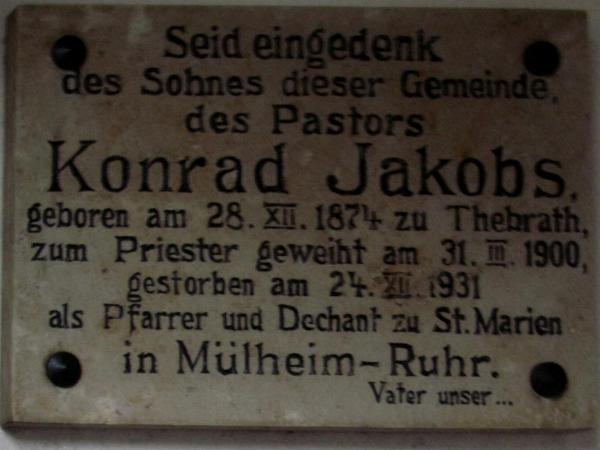 Seid eingedenk
des Sohnes dieser Gemeinde,
des Pastors
Konrad Jakobs.
geboren am 28. XII. 1874 zu Thebrath,
zum Priester geweiht am 31. III. 1900,
gestorben am 24. XII. 1931
als Pfarrer und Dechant zu St. Marien
in Mülheim-Ruhr.
Vater unser...